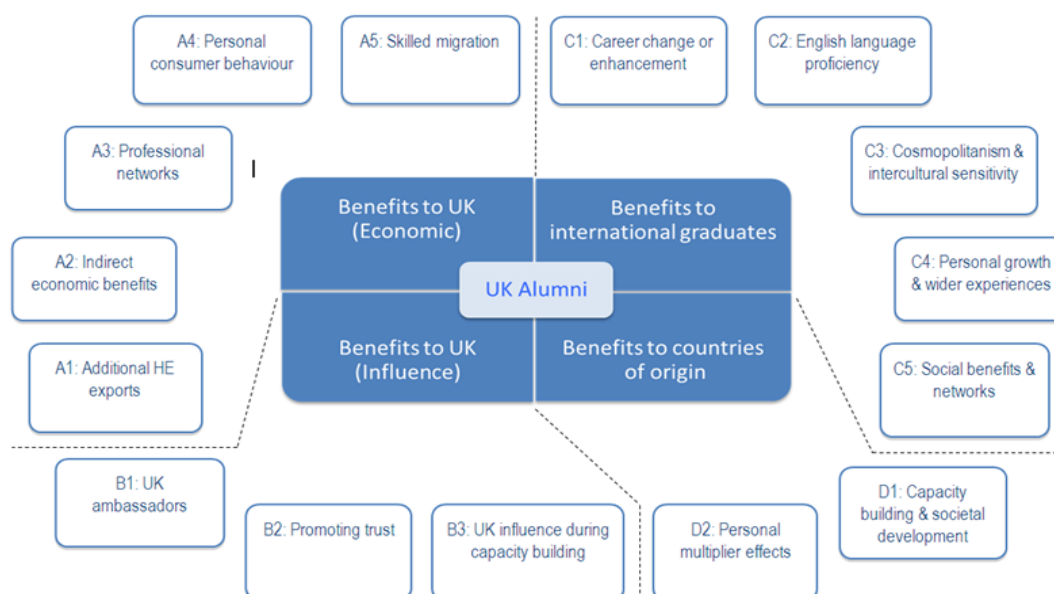 A4: Personal
consumer behaviour
A5: Skilled migration
C1: Career change or
enhancement
C2: English language
proficiency
A3: Professional
networks
C3: Cosmopolitanism &
intercultural sensitivity
Benefits to UK
(Economic)
Benefits to
international graduates
A2: Indirect
economic benefits
C4: Personal growth
& wider experiences
UK Alumni
Benefits to UK
(Influence)
Benefits to countries
of origin
A1: Additional HE
exports
C5: Social benefits &
networks
B1: UK
ambassadors
B2: Promoting trust
B3: UK influence during
capacity building
D2: Personal
multiplier effects
D1: Capacity
building & societal
development